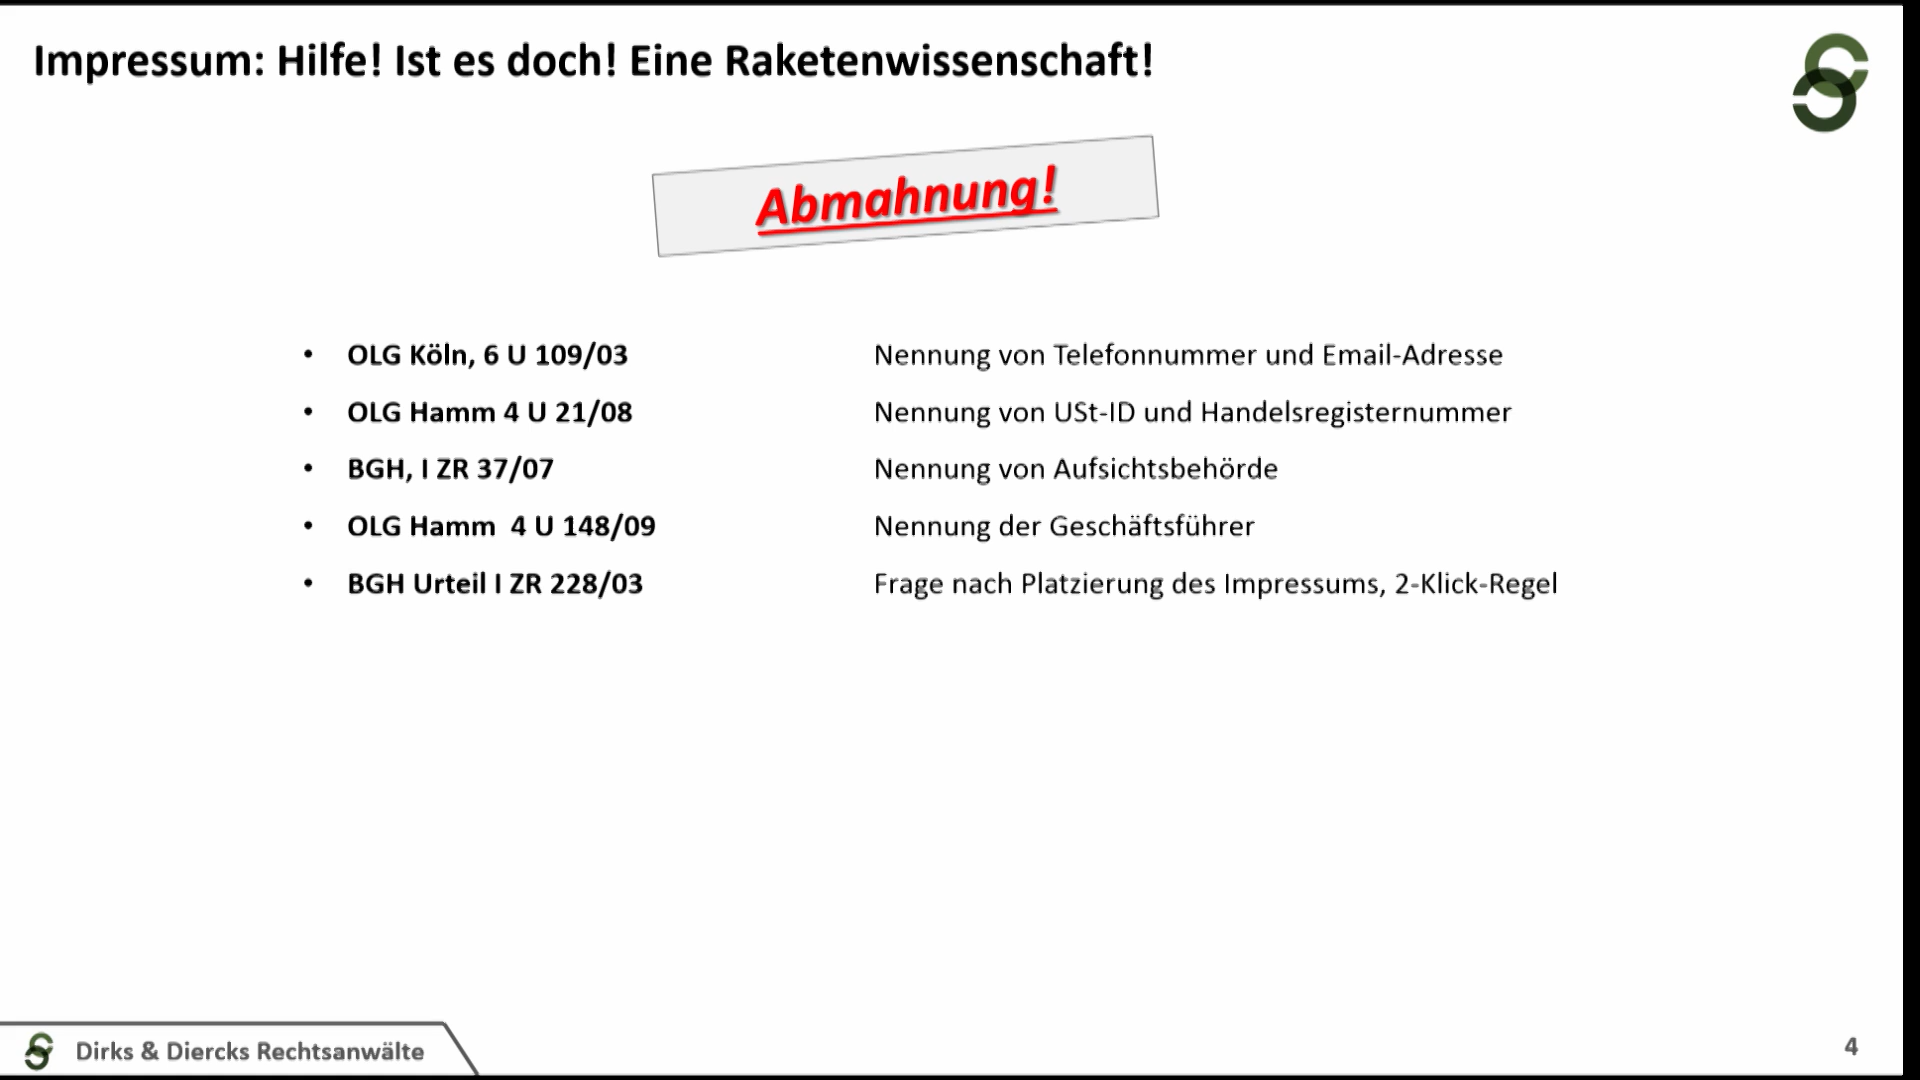 Impressum: Hilfe! Ist es doch! Eine Raketenwissenschaft!
Abmahnung!
• OLG Köln, 6 U 109/03 Nennung von Telefonnummer und Email-Adresse
• OLG Hamm 4 U 21/08 Nennung von USt-ID und Handelsregisternummer
• BGH, I ZR 37/07 Nennung von Aufsichtsbehörde
• OLG Hamm  4 U 148/09 Nennung der Geschäftsführer
• BGH Urteil I ZR 228/03 Frage nach Platzierung des Impressums, 2-Klick-Regel
Dirks & Diercks Rechtsanwälte
4